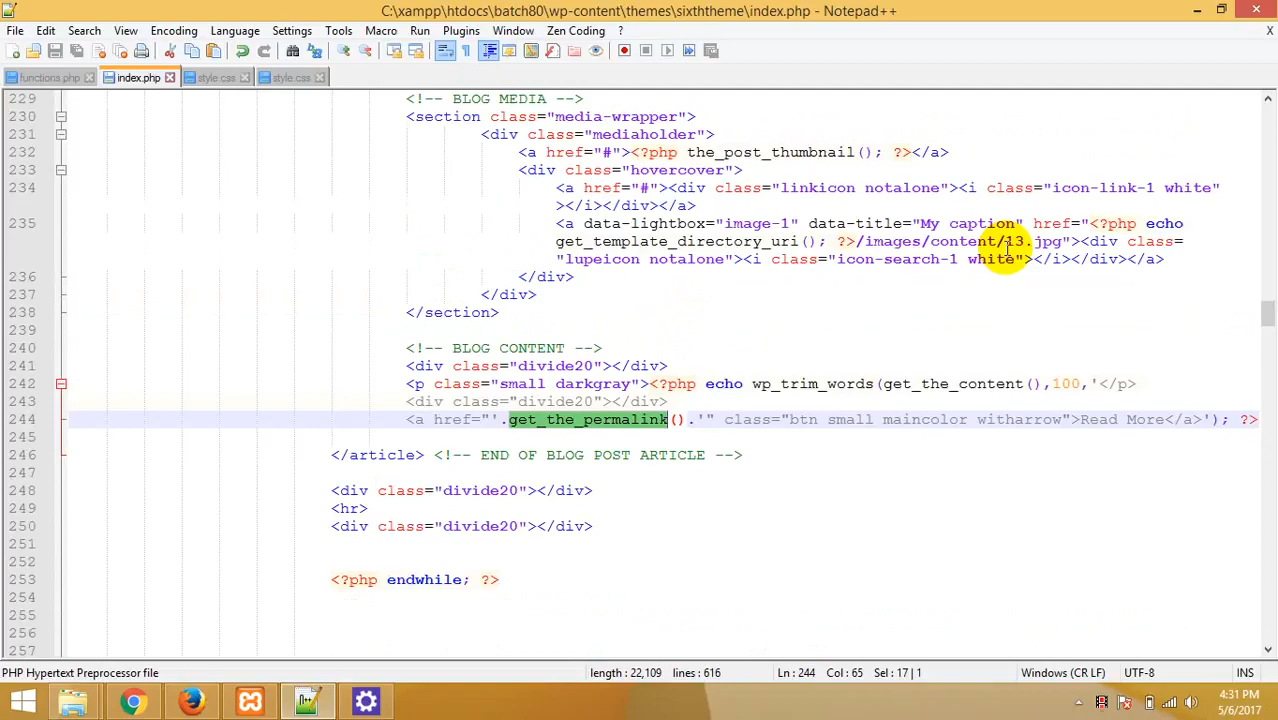 C:\xampp\htdocs\batch80\wp-content\themes\sixththeme\index.php - Notepad++
File Edit Search View Encoding Language Settings Tools Macro Run Plugins Window Zen Coding ? X
functions.php index.php style.css style.css
229 <!-- BLOG MEDIA -->
230 <section class="media-wrapper">
231 <div class="mediaholder">
232 <a href="#"><?php the_post_thumbnail(); ?></a>
233 <div class="hovercover">
234 <a href="#"><div class="linkicon notalone"><i class="icon-link-1 white"
></i></div></a>
235 <a data-lightbox="image-1" data-title="My caption" href="<?php echo
get_template_directory_uri(); ?>/images/content/13.jpg"><div class=
"lupeicon notalone"><i class="icon-search-1 white"></i></div></a>
236 </div>
237 </div>
238 </section>
239
240 <!-- BLOG CONTENT -->
241 <div class="divide20"></div>
242 <p class="small darkgray"><?php echo wp_trim_words(get_the_content(),100,'</p>
243 <div class="divide20"></div>
244 <a href="'.get_the_permalink().'" class="btn small maincolor witharrow">Read More</a>'); ?>
245
246 </article> <!-- END OF BLOG POST ARTICLE -->
247
248 <div class="divide20"></div>
249 <hr>
250 <div class="divide20"></div>
251
252
253 <?php endwhile; ?>
254
255
256
257
PHP Hypertext Preprocessor file length : 22,109 lines : 616 Ln : 244 Col : 65 Sel : 17 | 1 Windows (CR LF) UTF-8 INS
4:31 PM
5/6/2017